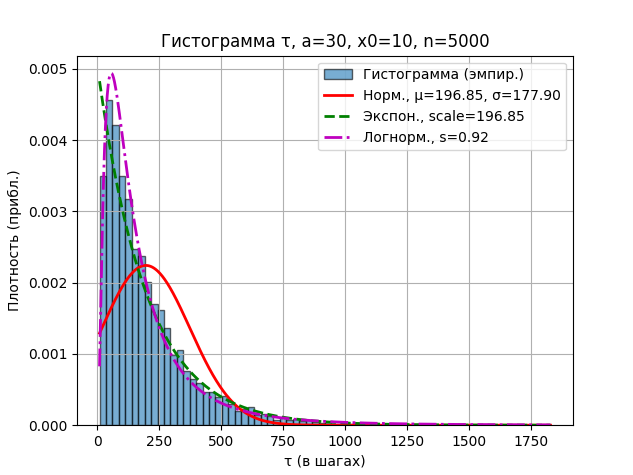 Гистограмма τ, a=30, x0=10, n=5000
Плотность (прибл.)
0.005
0.004
0.003
0.002
0.001
0.000
Гистограмма (эмпир.)
Норм., μ=196.85, σ=177.90
Экспон., scale=196.85
Логнорм., s=0.92
0 250 500 750 1000 1250 1500 1750
τ (в шагах)